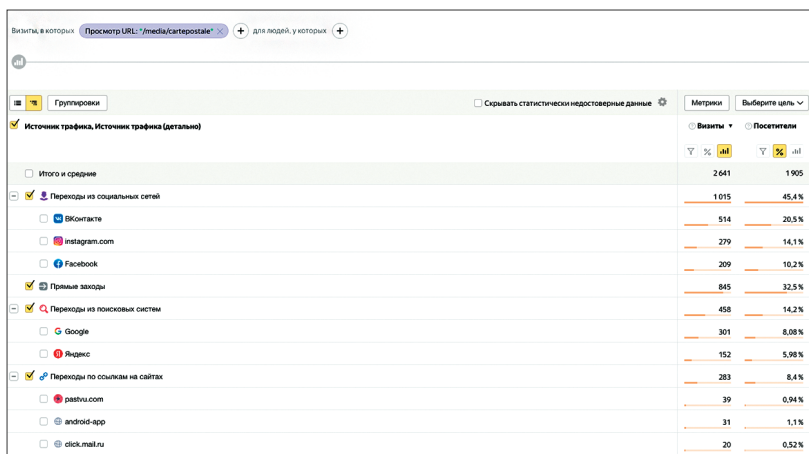 Визиты, в которых Просмотр URL: */media/cartepostale* × + для людей, у которых +
Группировки Скрывать статистически недостоверные данные Метрики Выберите цель
Источник трафика, Источник трафика (детально) Визиты ▼ Посетители
% %
Итого и средние 2 641 1 905
Переходы из социальных сетей 1 015 45,4 %
ВКонтакте 514 20,5 %
instagram.com 279 14,1 %
Facebook 209 10,2 %
Прямые заходы 845 32,5 %
Переходы из поисковых систем 458 14,2 %
Google 301 8,08 %
Яндекс 152 5,98 %
Переходы по ссылкам на сайтах 283 8,4 %
pastvu.com 39 0,94 %
android-app 31 1,1 %
click.mail.ru 20 0,52 %